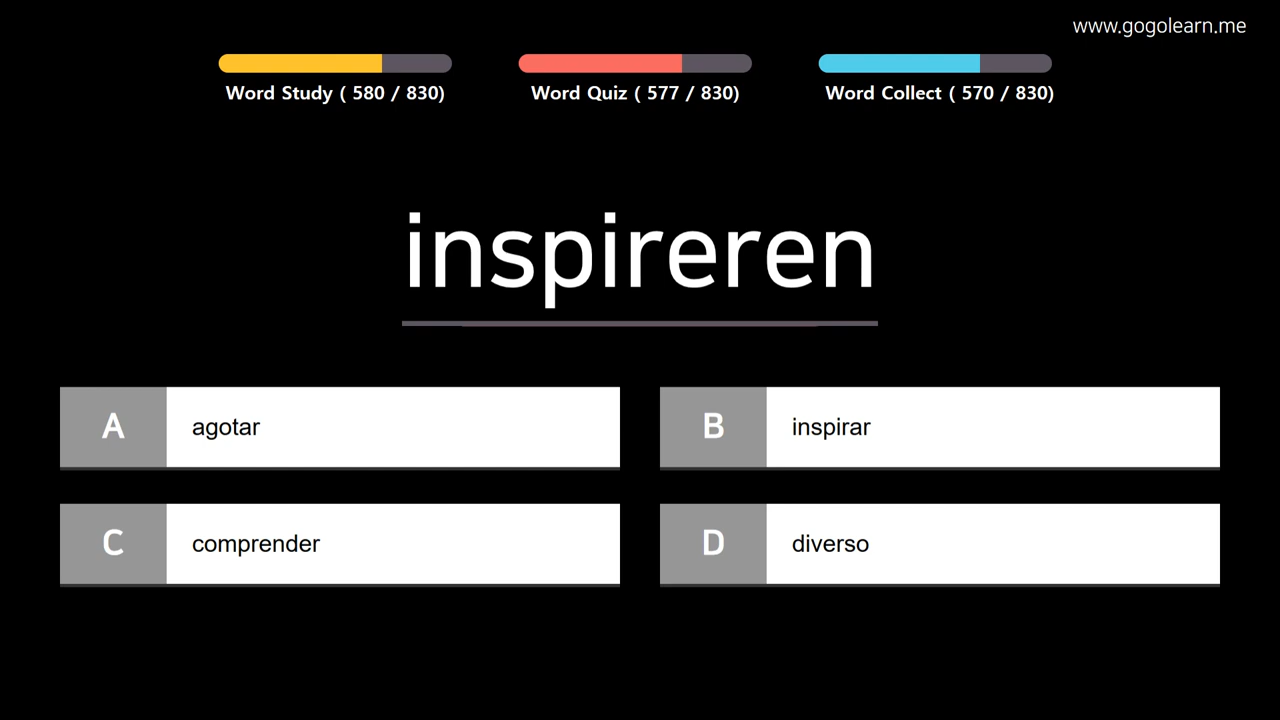 www.gogolearn.me
Word Study ( 580 / 830)
Word Quiz ( 577 / 830)
Word Collect ( 570 / 830)
inspireren
A agotar
B inspirar
C comprender
D diverso